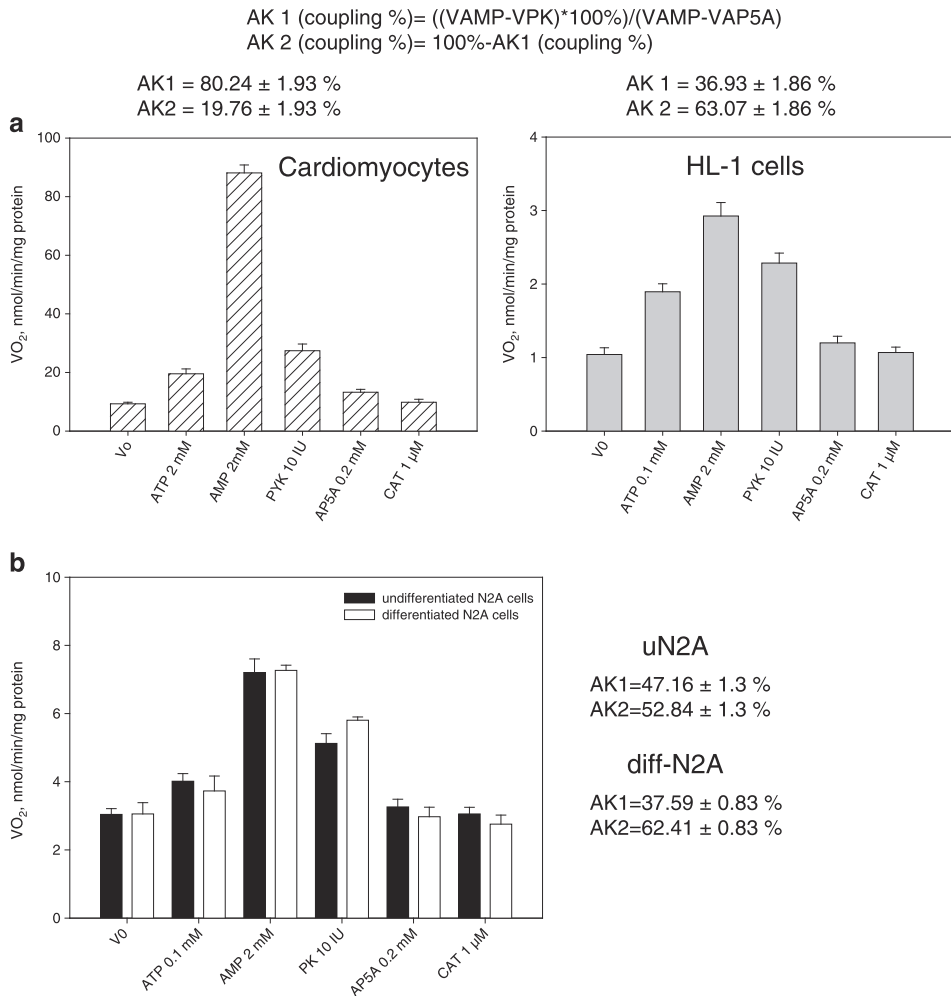 AK 1 (coupling %)= ((VAMP-VPK)*100%)/(VAMP-VAP5A)
AK 2 (coupling %)= 100%-AK1 (coupling %)
AK1 = 80.24 ± 1.93 %
AK2 = 19.76 ± 1.93 %
AK 1 = 36.93 ± 1.86 %
AK 2 = 63.07 ± 1.86 %
a
Cardiomyocytes
VO2, nmol/min/mg protein
100
80
60
40
20
0
Vo
ATP 2 mM
AMP 2mM
PYK 10 IU
AP5A 0.2 mM
CAT 1 µM
HL-1 cells
VO2, nmol/min/mg protein
4
3
2
1
0
V0
ATP 0.1 mM
AMP 2 mM
PYK 10 IU
AP5A 0.2 mM
CAT 1 µM
b
VO2, nmol/min/mg protein
10
8
6
4
2
0
undifferentiated N2A cells
differentiated N2A cells
V0
ATP 0.1 mM
AMP 2 mM
PK 10 IU
AP5A 0.2 mM
CAT 1 µM
uN2A
AK1=47.16 ± 1.3 %
AK2=52.84 ± 1.3 %
diff-N2A
AK1=37.59 ± 0.83 %
AK2=62.41 ± 0.83 %